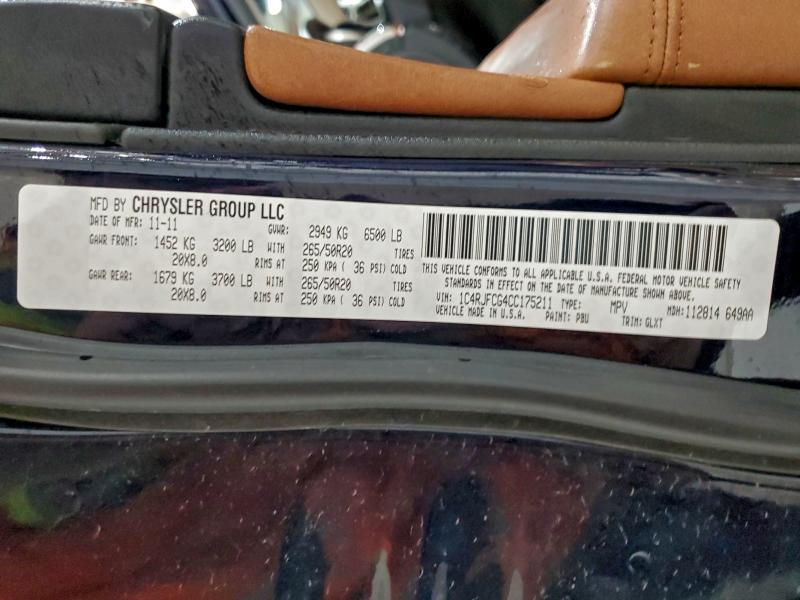 MFD BY CHRYSLER GROUP LLC
DATE OF MFR: 11-11 GVWR: 2949 KG 6500 LB
GAWR FRONT: 1452 KG 3200 LB WITH 265/50R20 TIRES
20X8.0 RIMS AT 250 KPA ( 36 PSI) COLD
GAWR REAR: 1679 KG 3700 LB WITH 265/50R20 TIRES
20X8.0 RIMS AT 250 KPA ( 36 PSI) COLD
THIS VEHICLE CONFORMS TO ALL APPLICABLE U.S.A. FEDERAL MOTOR VEHICLE SAFETY
STANDARDS IN EFFECT ON THE DATE OF MANUFACTURE SHOWN ABOVE.
VIN: 1C4RJFCG4CC175211 TYPE: MPV MDH:112814 649AA
VEHICLE MADE IN U.S.A. PAINT: PBU TRIM: GLXT